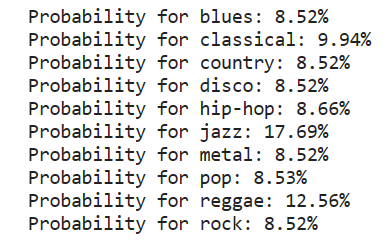 Probability for blues: 8.52%
Probability for classical: 9.94%
Probability for country: 8.52%
Probability for disco: 8.52%
Probability for hip-hop: 8.66%
Probability for jazz: 17.69%
Probability for metal: 8.52%
Probability for pop: 8.53%
Probability for reggae: 12.56%
Probability for rock: 8.52%